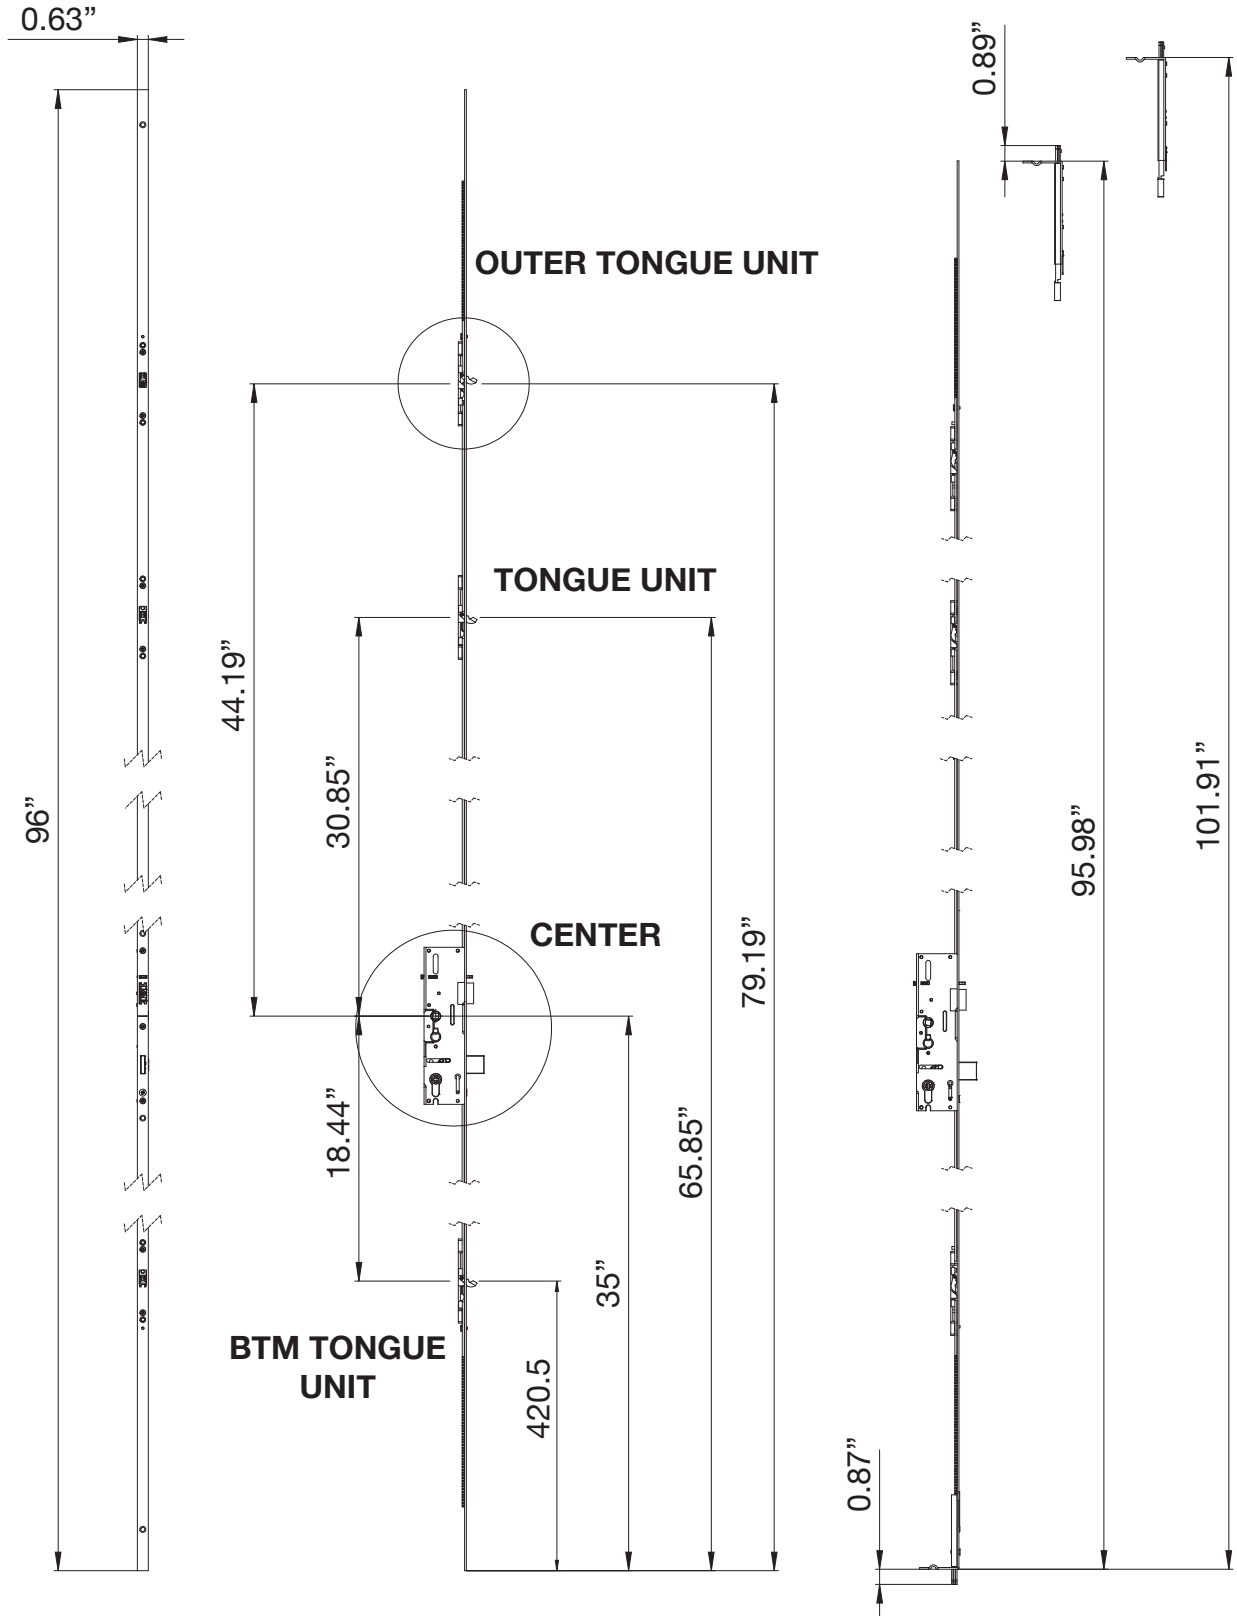 0.63”
0.89”
OUTER TONGUE UNIT
TONGUE UNIT
44.19”
30.85”
96”
101.91”
95.98”
CENTER
79.19”
18.44”
65.85”
35”
BTM TONGUE
UNIT
420.5
0.87”